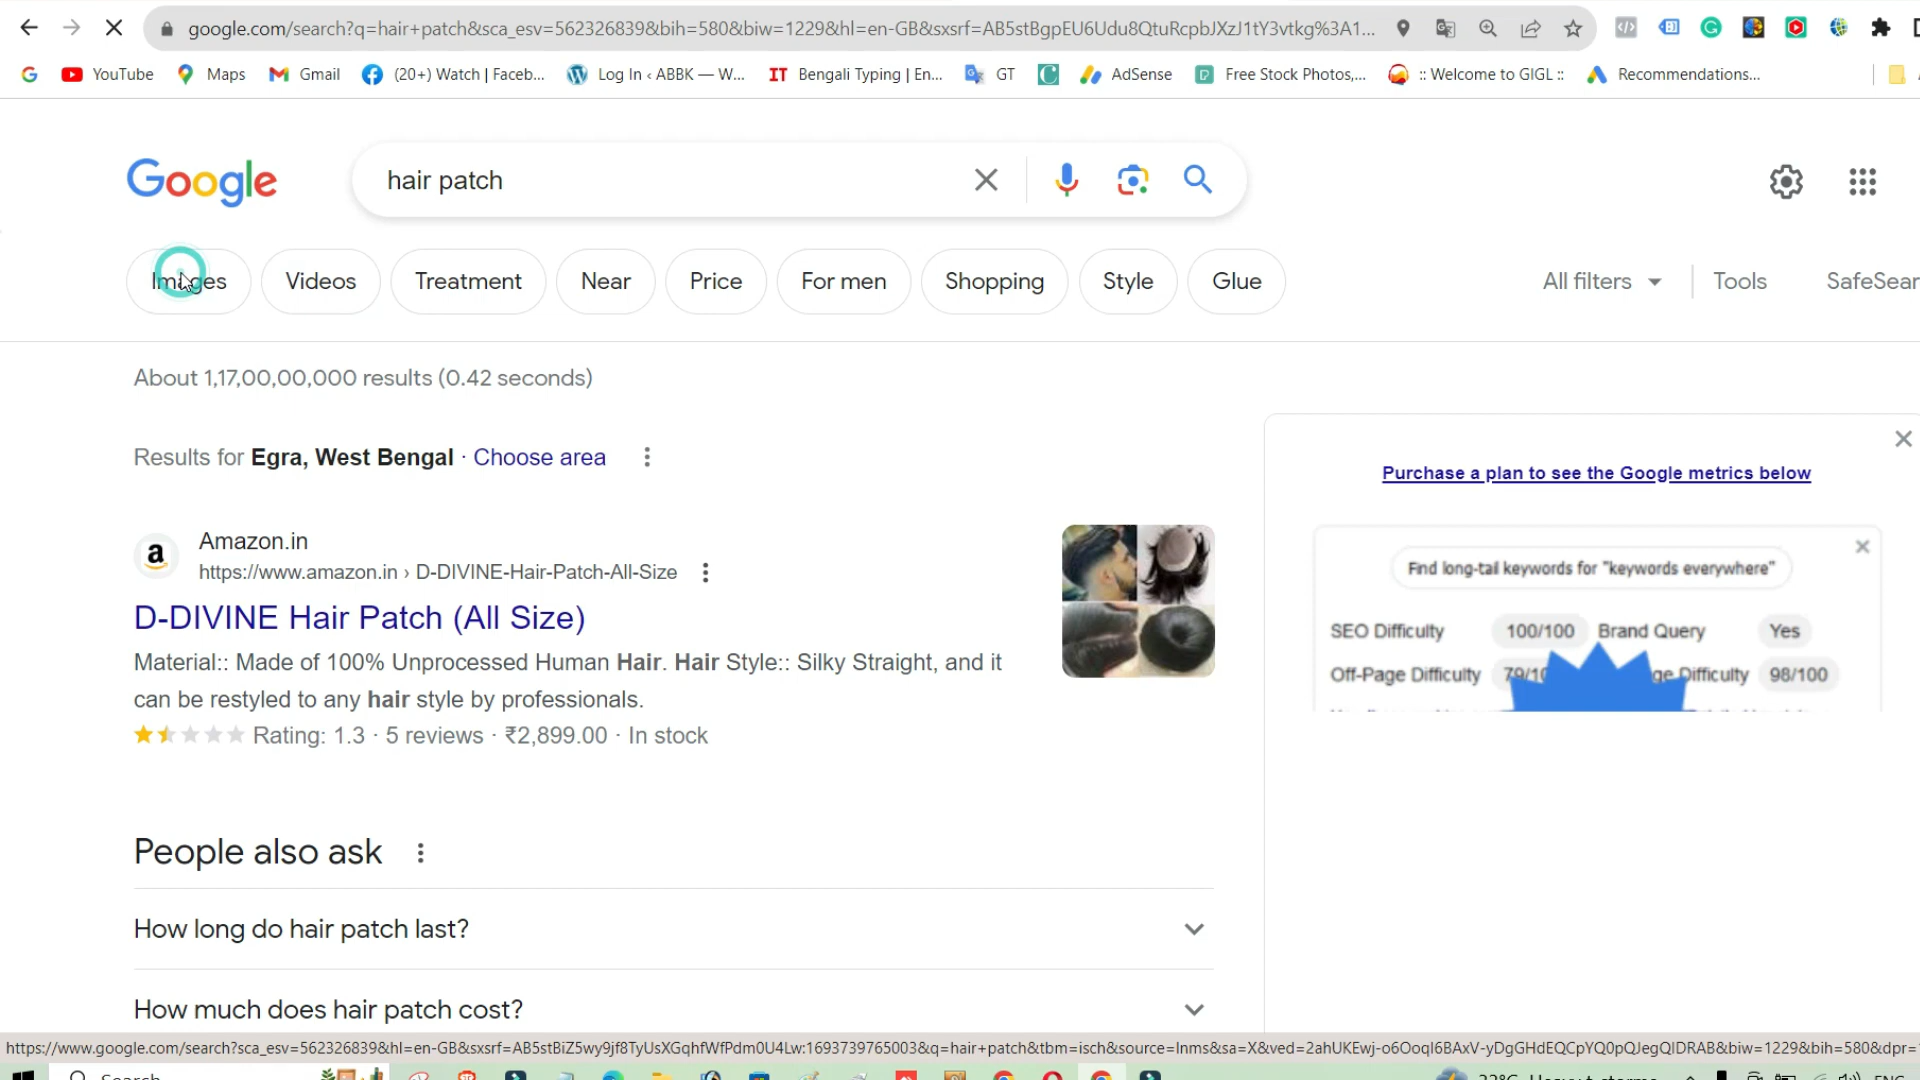 google.com/search?q=hair+patch&sca_esv=562326839&bih=580&biw=1229&hl=en-GB&sxsrf=AB5stBgpEU6Udu8QtuRcpbJXzJ1tY3vtkg%3A1...
YouTube Maps Gmail (20+) Watch | Faceb... Log In ‹ ABBK — W... IT Bengali Typing | En... GT AdSense Free Stock Photos,... :: Welcome to GIGL :: Recommendations...
Google hair patch
Images Videos Treatment Near Price For men Shopping Style Glue All filters Tools SafeSear
About 1,17,00,00,000 results (0.42 seconds)
Results for Egra, West Bengal · Choose area
Purchase a plan to see the Google metrics below
Amazon.in
https://www.amazon.in › D-DIVINE-Hair-Patch-All-Size
Find long-tail keywords for "keywords everywhere"
D-DIVINE Hair Patch (All Size)
SEO Difficulty 100/100 Brand Query Yes
Material:: Made of 100% Unprocessed Human Hair. Hair Style:: Silky Straight, and it
Off-Page Difficulty 79/10 ge Difficulty 98/100
can be restyled to any hair style by professionals.
Rating: 1.3 · 5 reviews · ₹2,899.00 · In stock
People also ask
How long do hair patch last?
How much does hair patch cost?
https://www.google.com/search?sca_esv=562326839&hl=en-GB&sxsrf=AB5stBiZ5wy9jf8TyUsXGqhfWfPdm0U4Lw:1693739765003&q=hair+patch&tbm=isch&source=lnms&sa=X&ved=2ahUKEwj-o6OoqI6BAxV-yDgGHdEQCpYQ0pQJegQIDRAB&biw=1229&bih=580&dpr=
Search